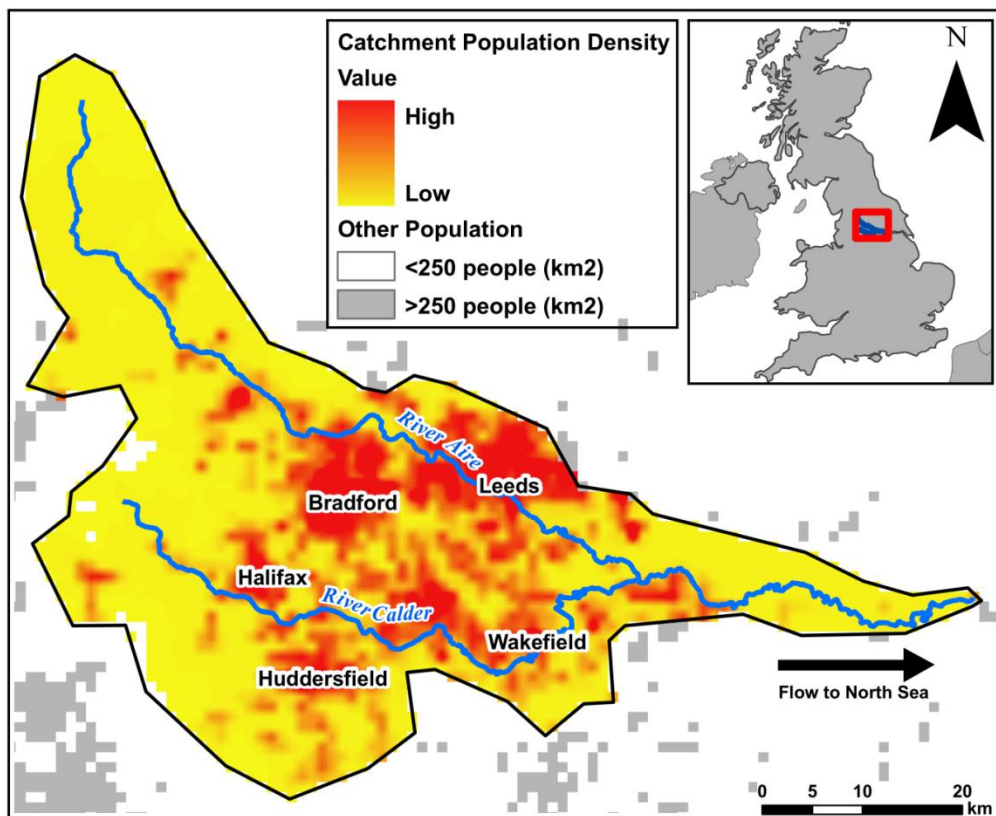 Catchment Population Density
Value
High
Low
Other Population
<250 people (km2)
>250 people (km2)
N
River Aire
Leeds
Bradford
Halifax
River Calder
Wakefield
Huddersfield
Flow to North Sea
0 5 10 20
km